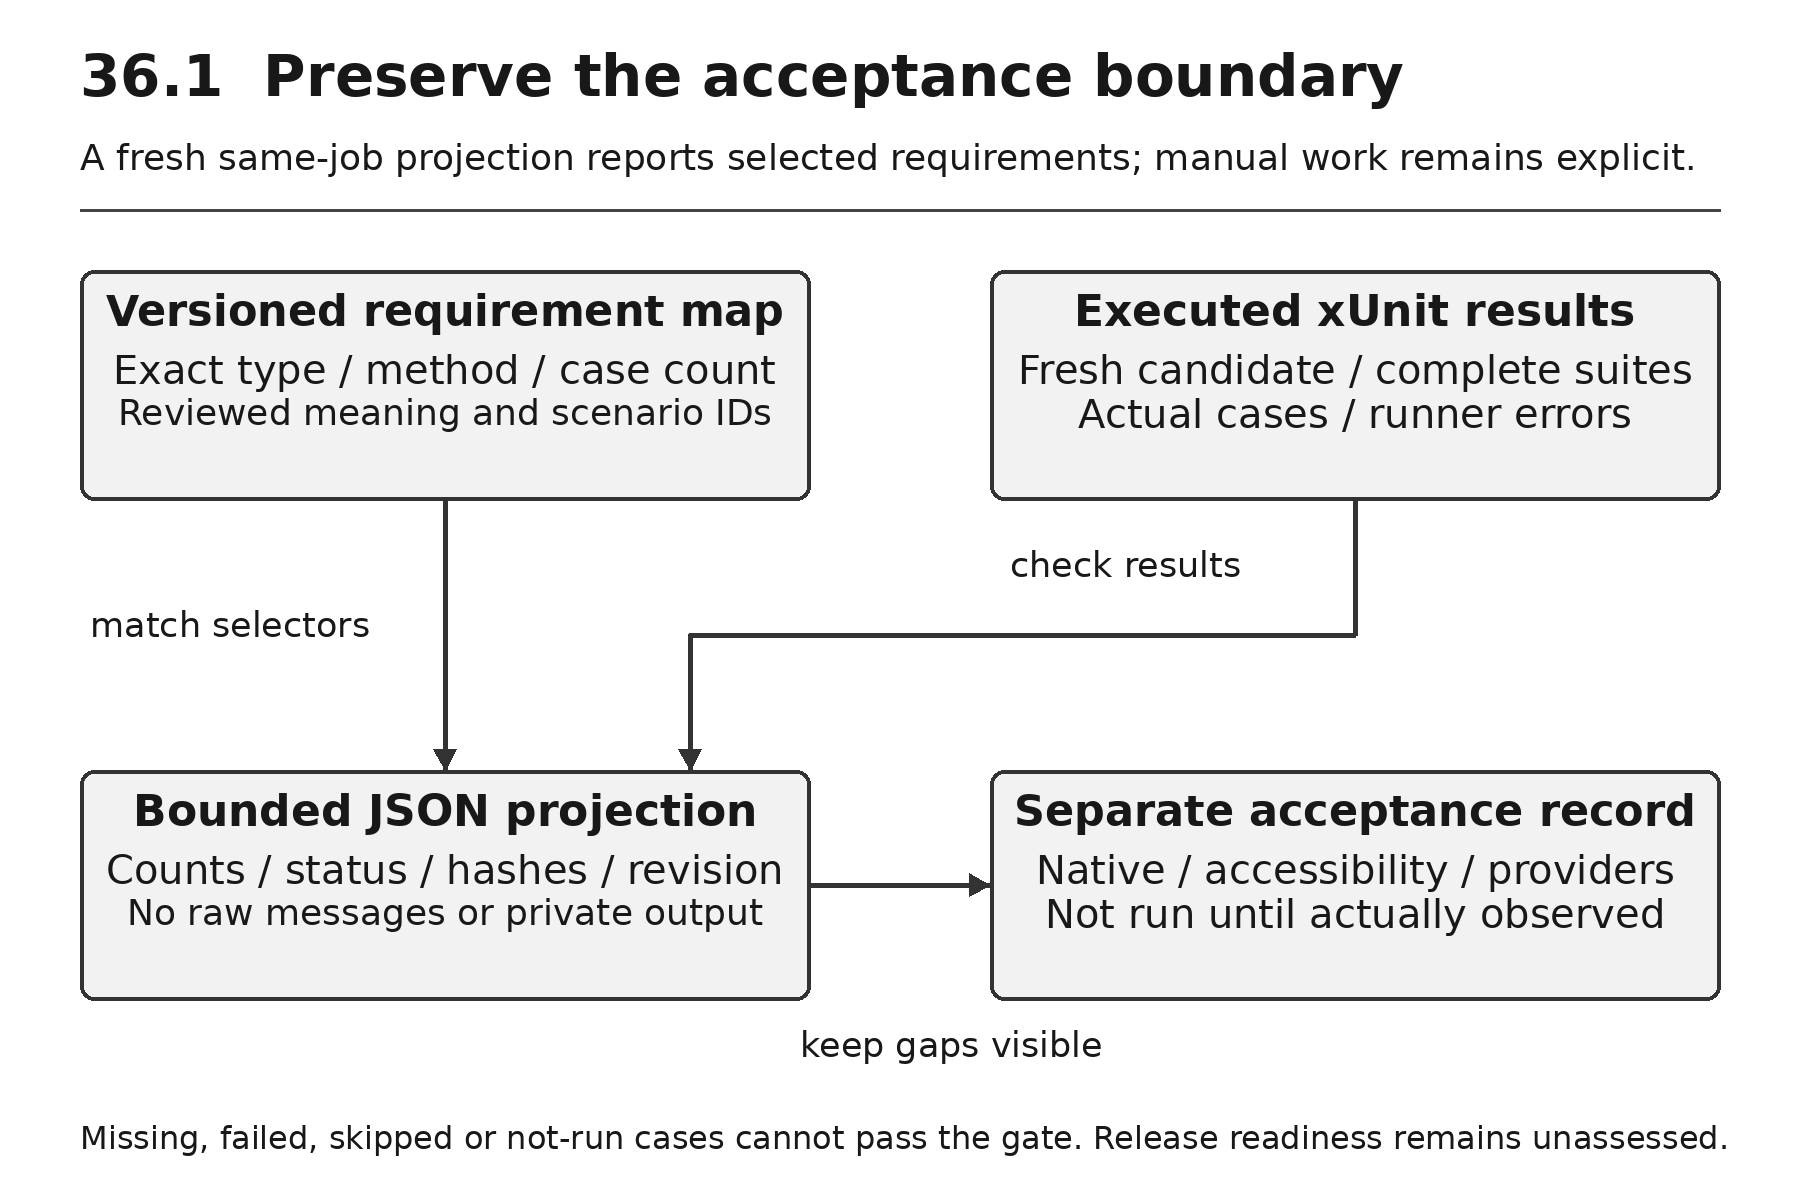 36.1 Preserve the acceptance boundary
A fresh same-job projection reports selected requirements; manual work remains explicit.
Versioned requirement map
Exact type / method / case count
Reviewed meaning and scenario IDs
Executed xUnit results
Fresh candidate / complete suites
Actual cases / runner errors
check results
match selectors
Bounded JSON projection
Counts / status / hashes / revision
No raw messages or private output
Separate acceptance record
Native / accessibility / providers
Not run until actually observed
keep gaps visible
Missing, failed, skipped or not-run cases cannot pass the gate. Release readiness remains unassessed.